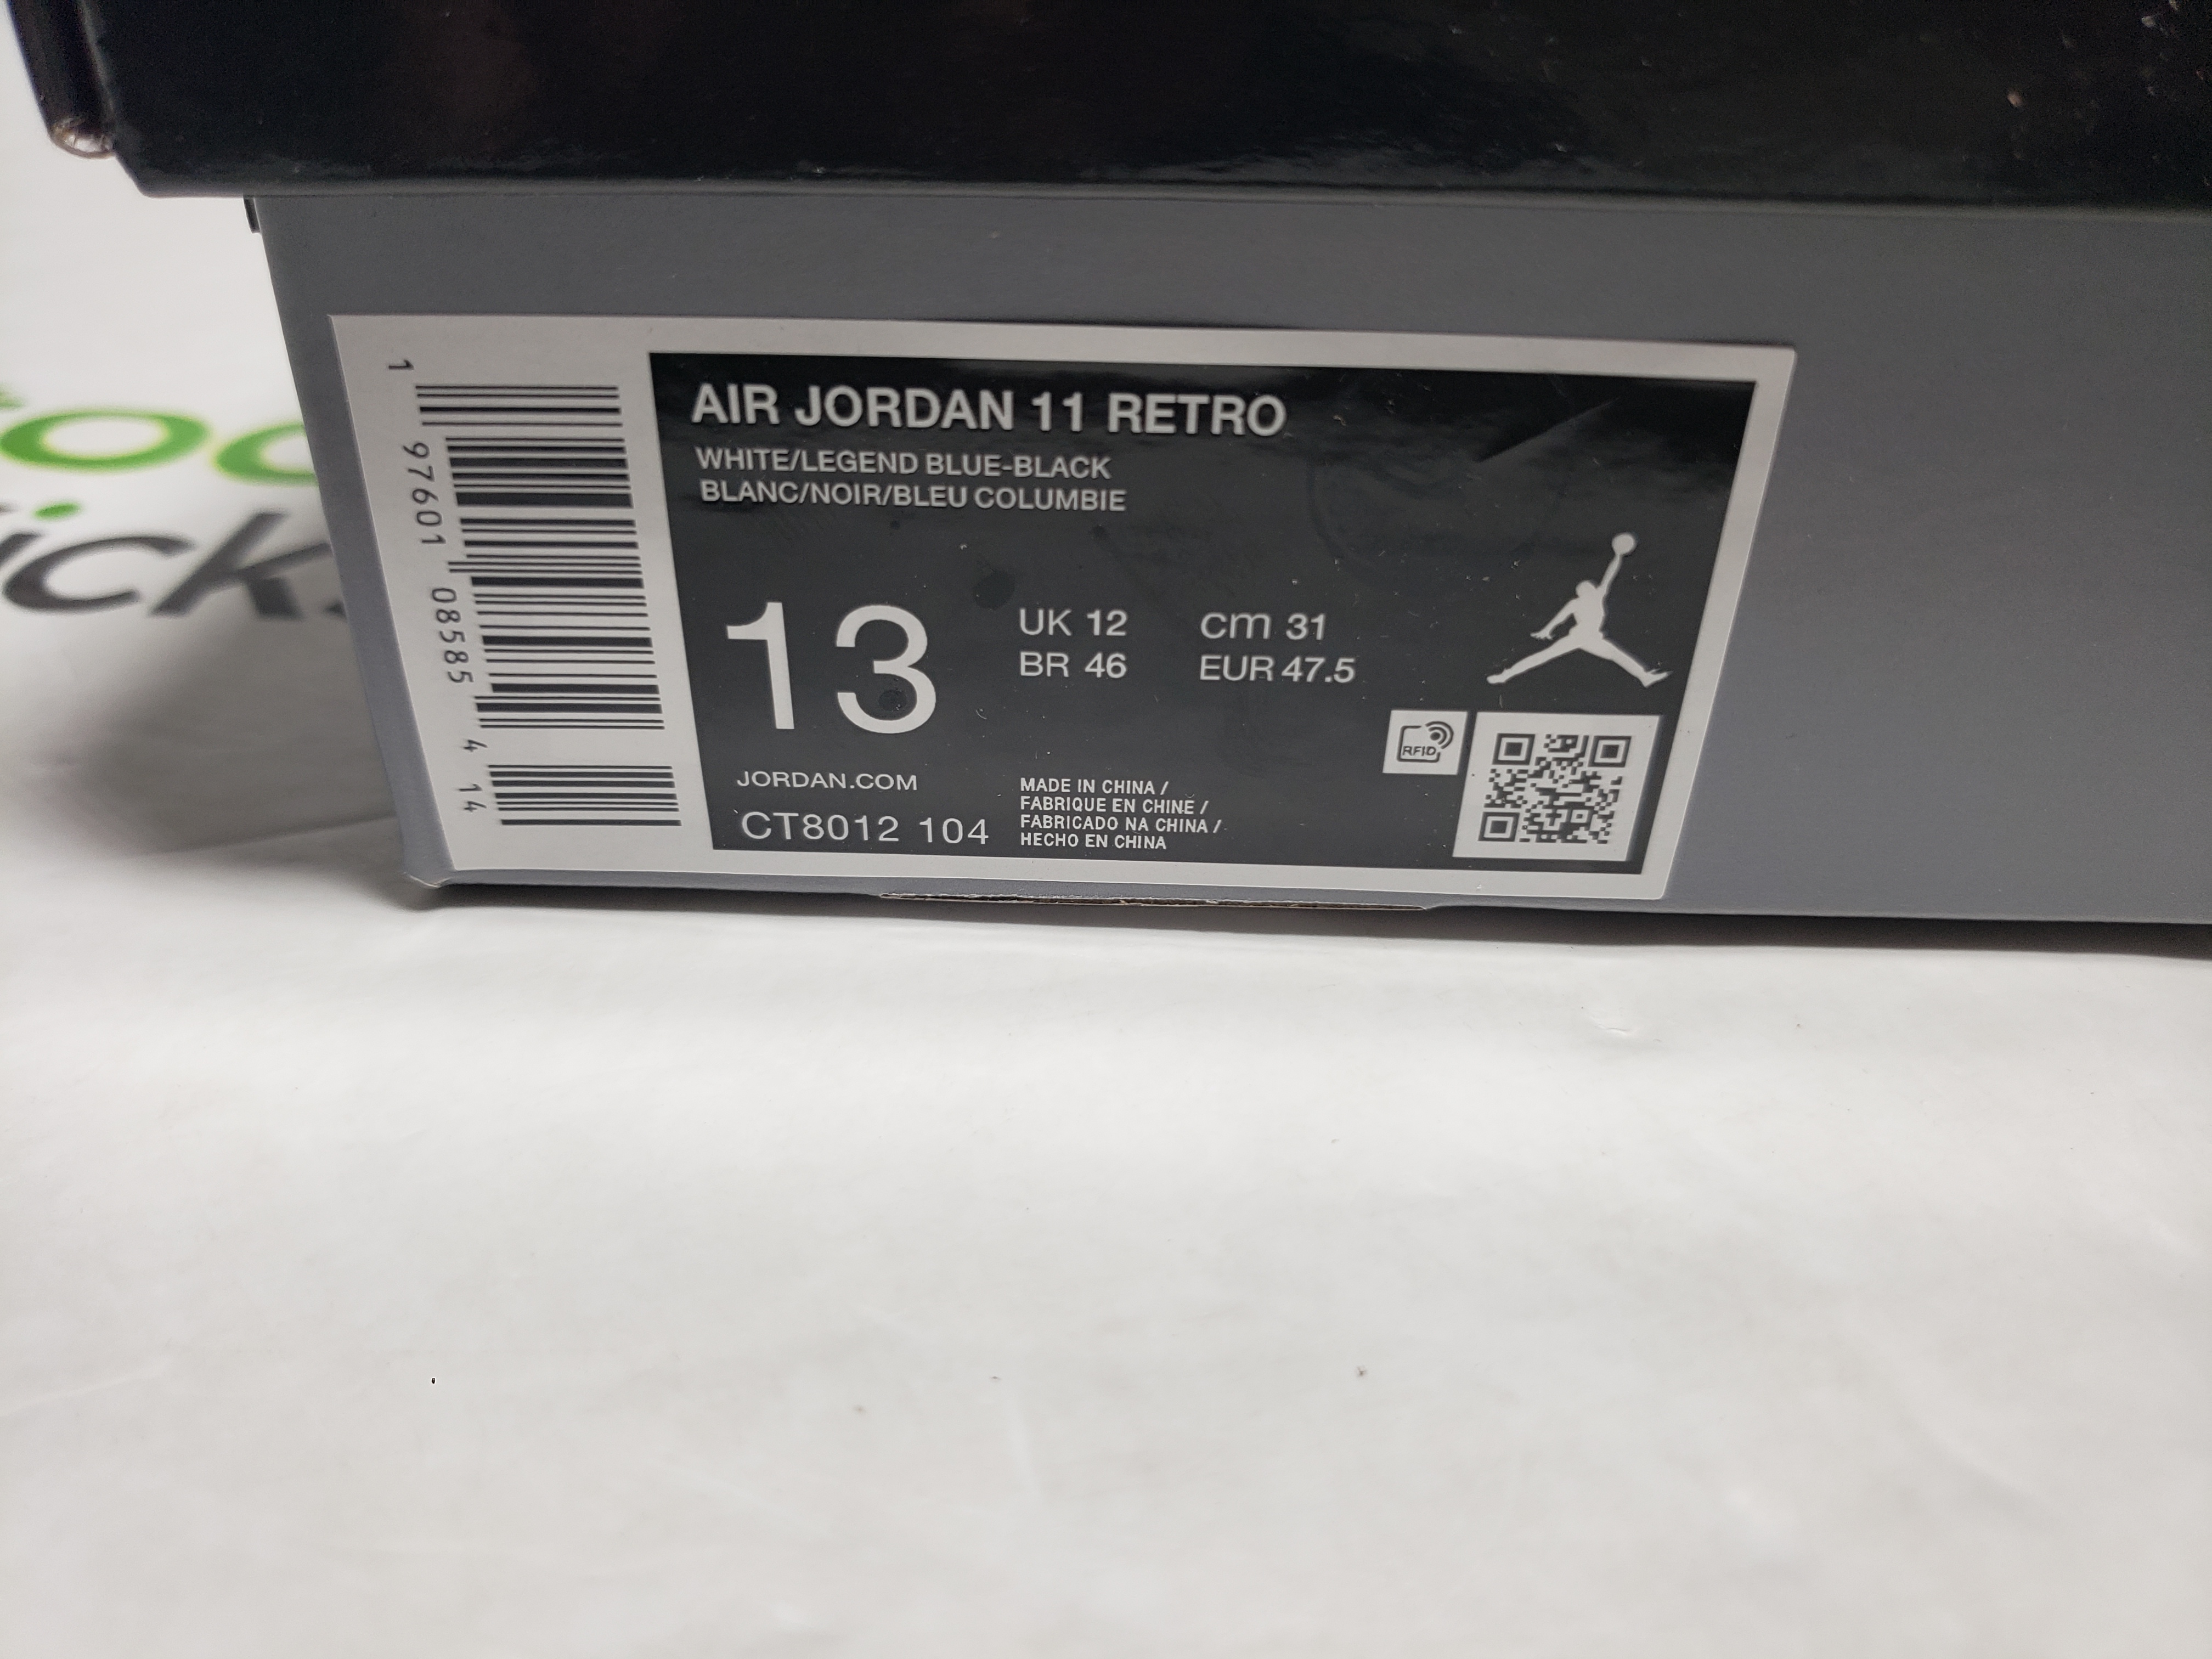 AIR JORDAN 11 RETRO
WHITE/LEGEND BLUE-BLACK
BLANC/NOIR/BLEU COLUMBIE
13
UK 12 cm 31
BR 46 EUR 47.5
RFID
JORDAN.COM
CT8012 104
MADE IN CHINA /
FABRIQUE EN CHINE /
FABRICADO NA CHINA /
HECHO EN CHINA
1 97601 08585 4 14